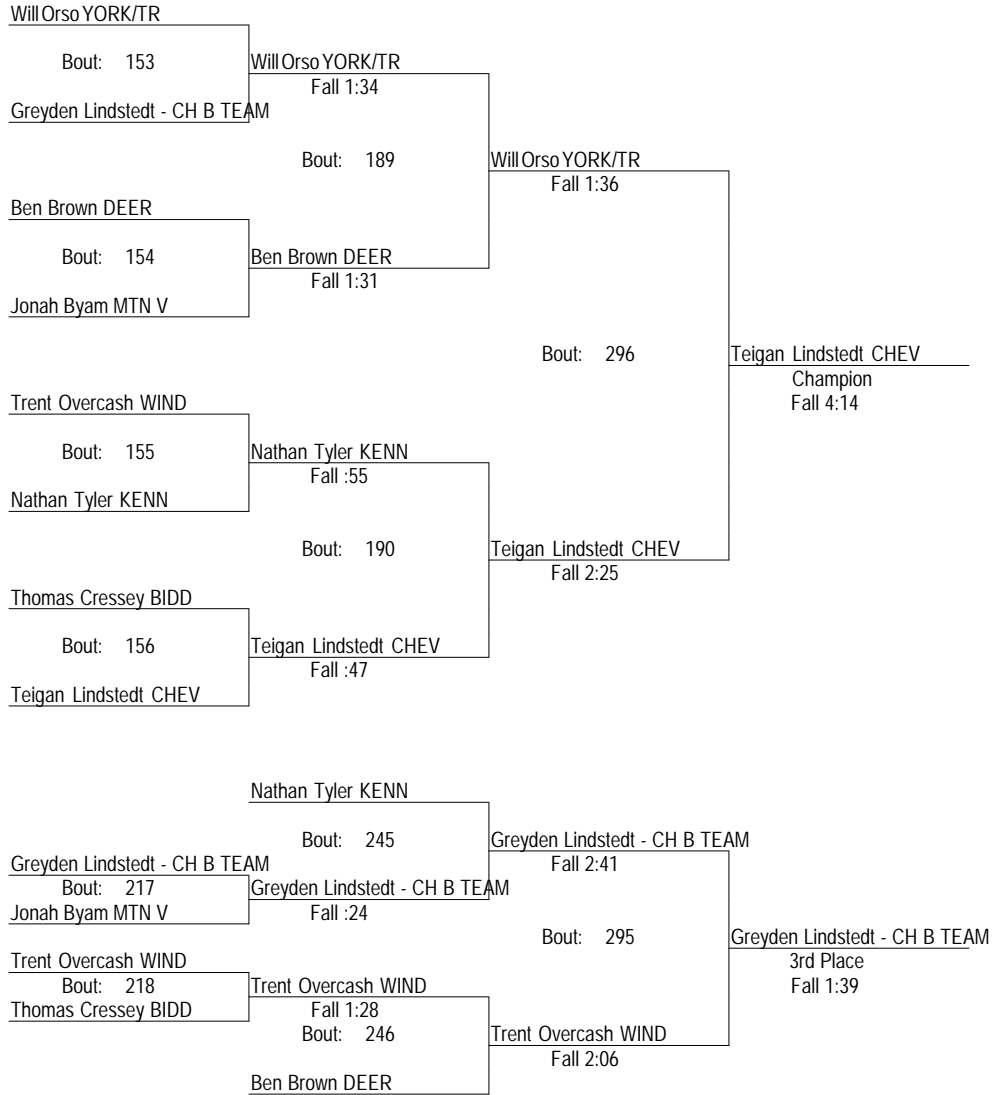 Will Orso YORK/TR
Bout: 153
Will Orso YORK/TR
Fall 1:34
Greyden Lindstedt - CH B TEAM
Bout: 189
Will Orso YORK/TR
Fall 1:36
Ben Brown DEER
Bout: 154
Ben Brown DEER
Fall 1:31
Jonah Byam MTN V
Bout: 296
Teigan Lindstedt CHEV
Champion
Fall 4:14
Trent Overcash WIND
Bout: 155
Nathan Tyler KENN
Fall :55
Nathan Tyler KENN
Bout: 190
Teigan Lindstedt CHEV
Fall 2:25
Thomas Cressey BIDD
Bout: 156
Teigan Lindstedt CHEV
Fall :47
Teigan Lindstedt CHEV
Nathan Tyler KENN
Bout: 245
Greyden Lindstedt - CH B TEAM
Fall 2:41
Greyden Lindstedt - CH B TEAM
Bout: 217
Greyden Lindstedt - CH B TEAM
Fall :24
Jonah Byam MTN V
Bout: 295
Greyden Lindstedt - CH B TEAM
3rd Place
Fall 1:39
Trent Overcash WIND
Bout: 218
Trent Overcash WIND
Fall 1:28
Thomas Cressey BIDD
Bout: 246
Trent Overcash WIND
Fall 2:06
Ben Brown DEER